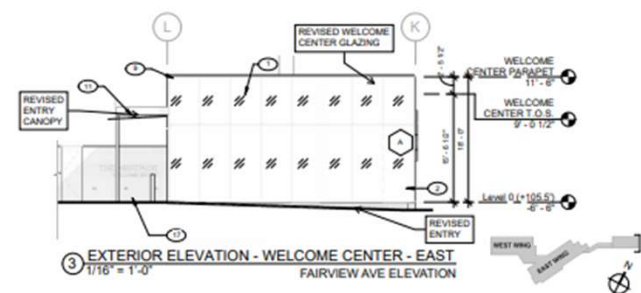 L
K
REVISED WELCOME
CENTER GLAZING
9
1
11
REVISED
ENTRY
CANOPY
WELCOME
CENTER PARAPET
11' - 6"
WELCOME
CENTER T.O.S.
9' - 0 1/2"
A
18' - 0"
2
Level 0 (+105.5')
-6' - 6"
17
REVISED
ENTRY
WEST WING
EAST WING
N
3
EXTERIOR ELEVATION - WELCOME CENTER - EAST
1/16" = 1'-0"
FAIRVIEW AVE ELEVATION